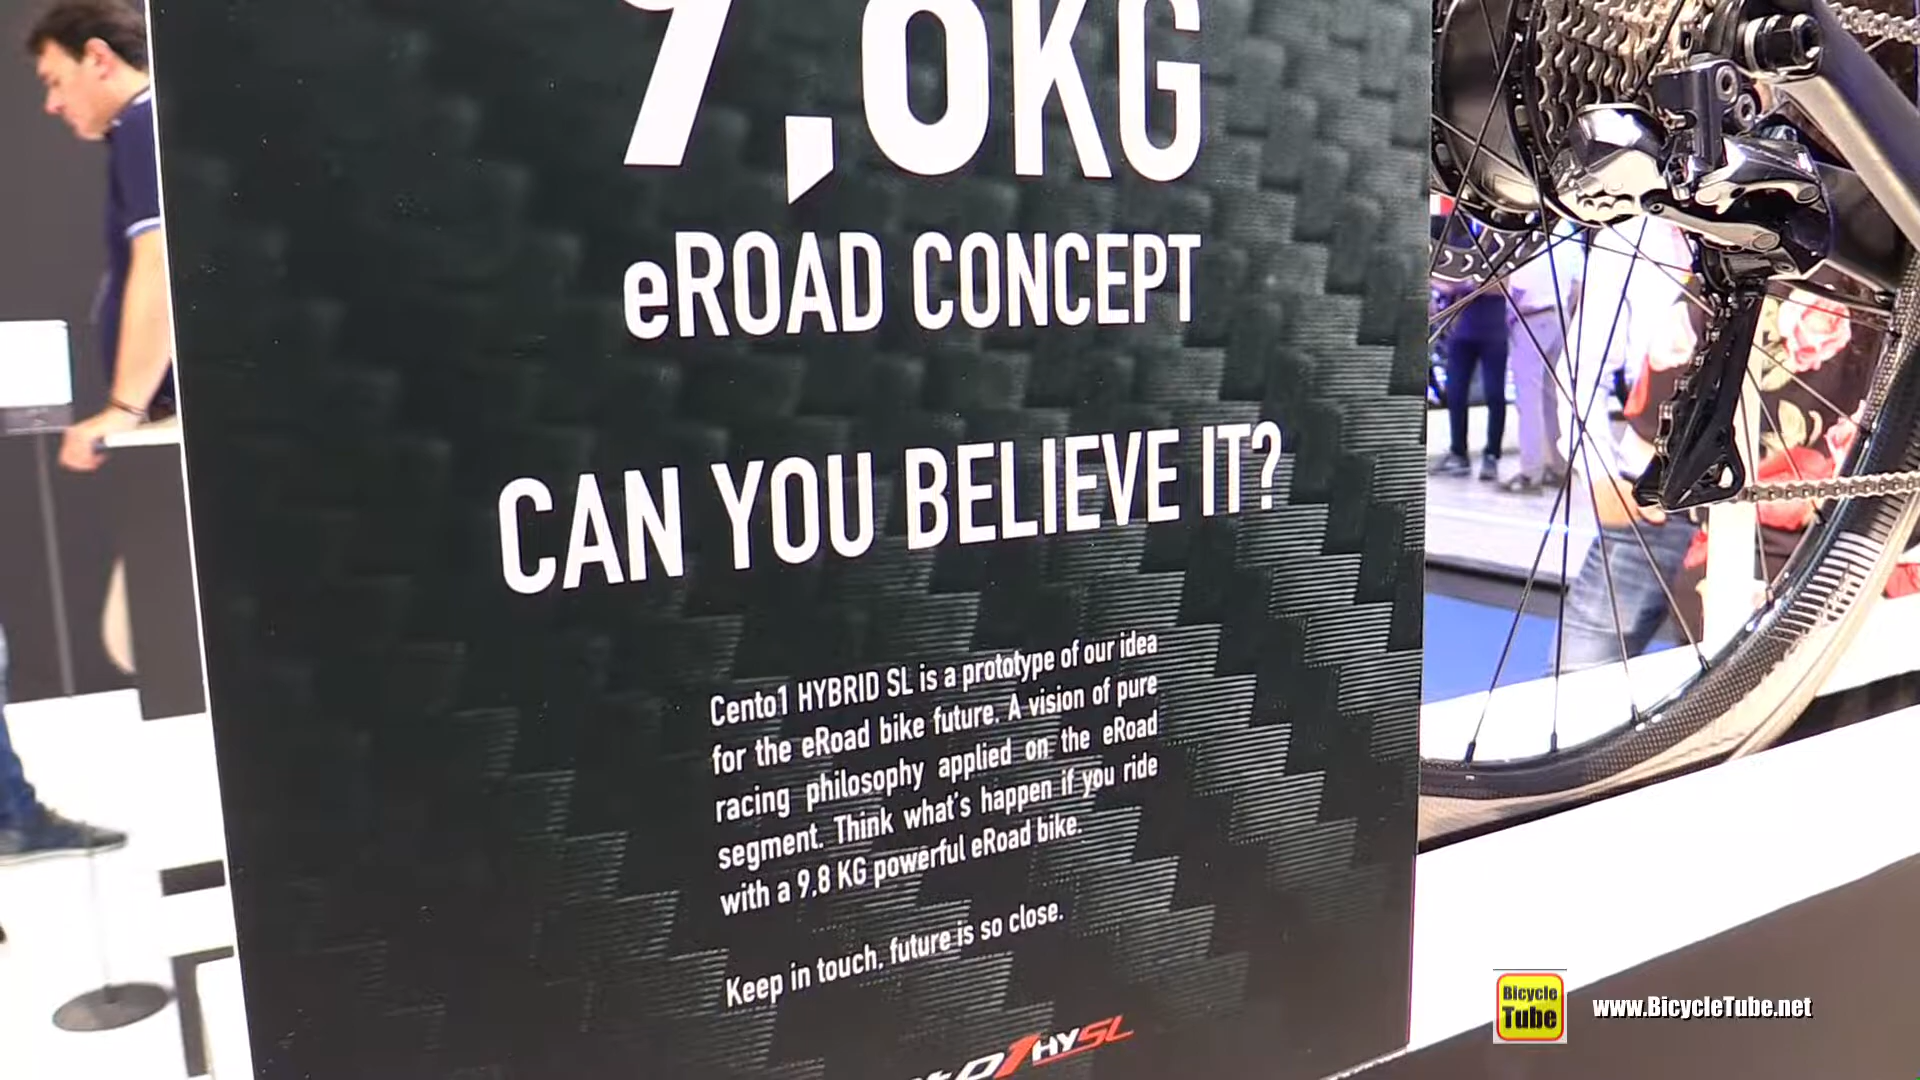 9,8KG
eROAD CONCEPT
CAN YOU BELIEVE IT?
Cento1 HYBRID SL is a prototype of our idea
for the eRoad bike future. A vision of pure
racing philosophy applied on the eRoad
segment. Think what's happen if you ride
with a 9,8 KG powerful eRoad bike.
Keep in touch, future is so close.
HYSL
Bicycle
Tube
www.BicycleTube.net